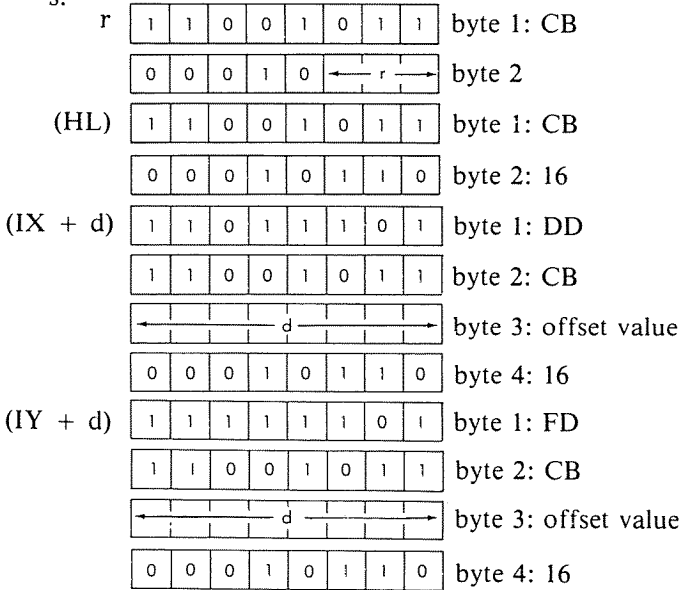 s:
r 1 1 0 0 1 0 1 1 byte 1: CB
0 0 0 1 0 r byte 2
(HL) 1 1 0 0 1 0 1 1 byte 1: CB
0 0 0 1 0 1 1 0 byte 2: 16
(IX + d) 1 1 0 1 1 1 0 1 byte 1: DD
1 1 0 0 1 0 1 1 byte 2: CB
d byte 3: offset value
0 0 0 1 0 1 1 0 byte 4: 16
(IY + d) 1 1 1 1 1 1 0 1 byte 1: FD
1 1 0 0 1 0 1 1 byte 2: CB
d byte 3: offset value
0 0 0 1 0 1 1 0 byte 4: 16